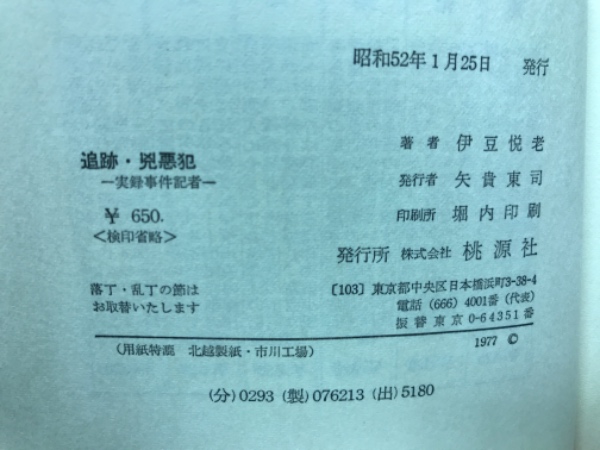 昭和52年1月25日 発行
追跡・兇悪犯
―実録事件記者―
￥ 650.
<検印省略>
落丁・乱丁の節は
お取替いたします
著者 伊豆悦老
発行者 矢貴東司
印刷所 堀内印刷
発行所 株式会社 桃源社
〔103〕東京都中央区日本橋浜町3-38-4
電話 (666) 4001番 (代表)
振替東京0-64351番
(用紙特漉 北越製紙・市川工場)
1977 ©
(分)0293 (製)076213 (出)5180